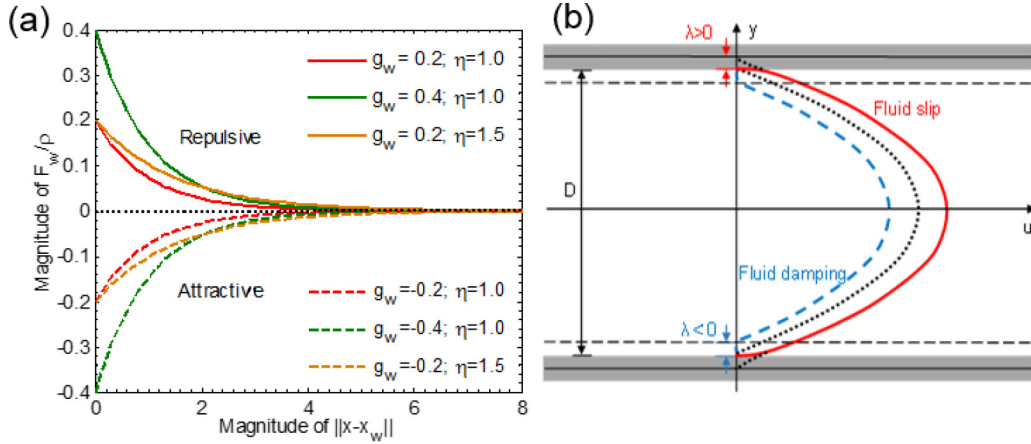 (a)
0.4
0.3
0.2
0.1
0
-0.1
-0.2
-0.3
-0.4
Magnitude of F_w/ρ
g_w = 0.2; η=1.0
g_w = 0.4; η=1.0
g_w = 0.2; η=1.5
Repulsive
Attractive
g_w =-0.2; η=1.0
g_w =-0.4; η=1.0
g_w =-0.2; η=1.5
0 2 4 6 8
Magnitude of ||x-x_w||
(b)
λ>0
y
Fluid slip
D
u
Fluid damping
λ<0